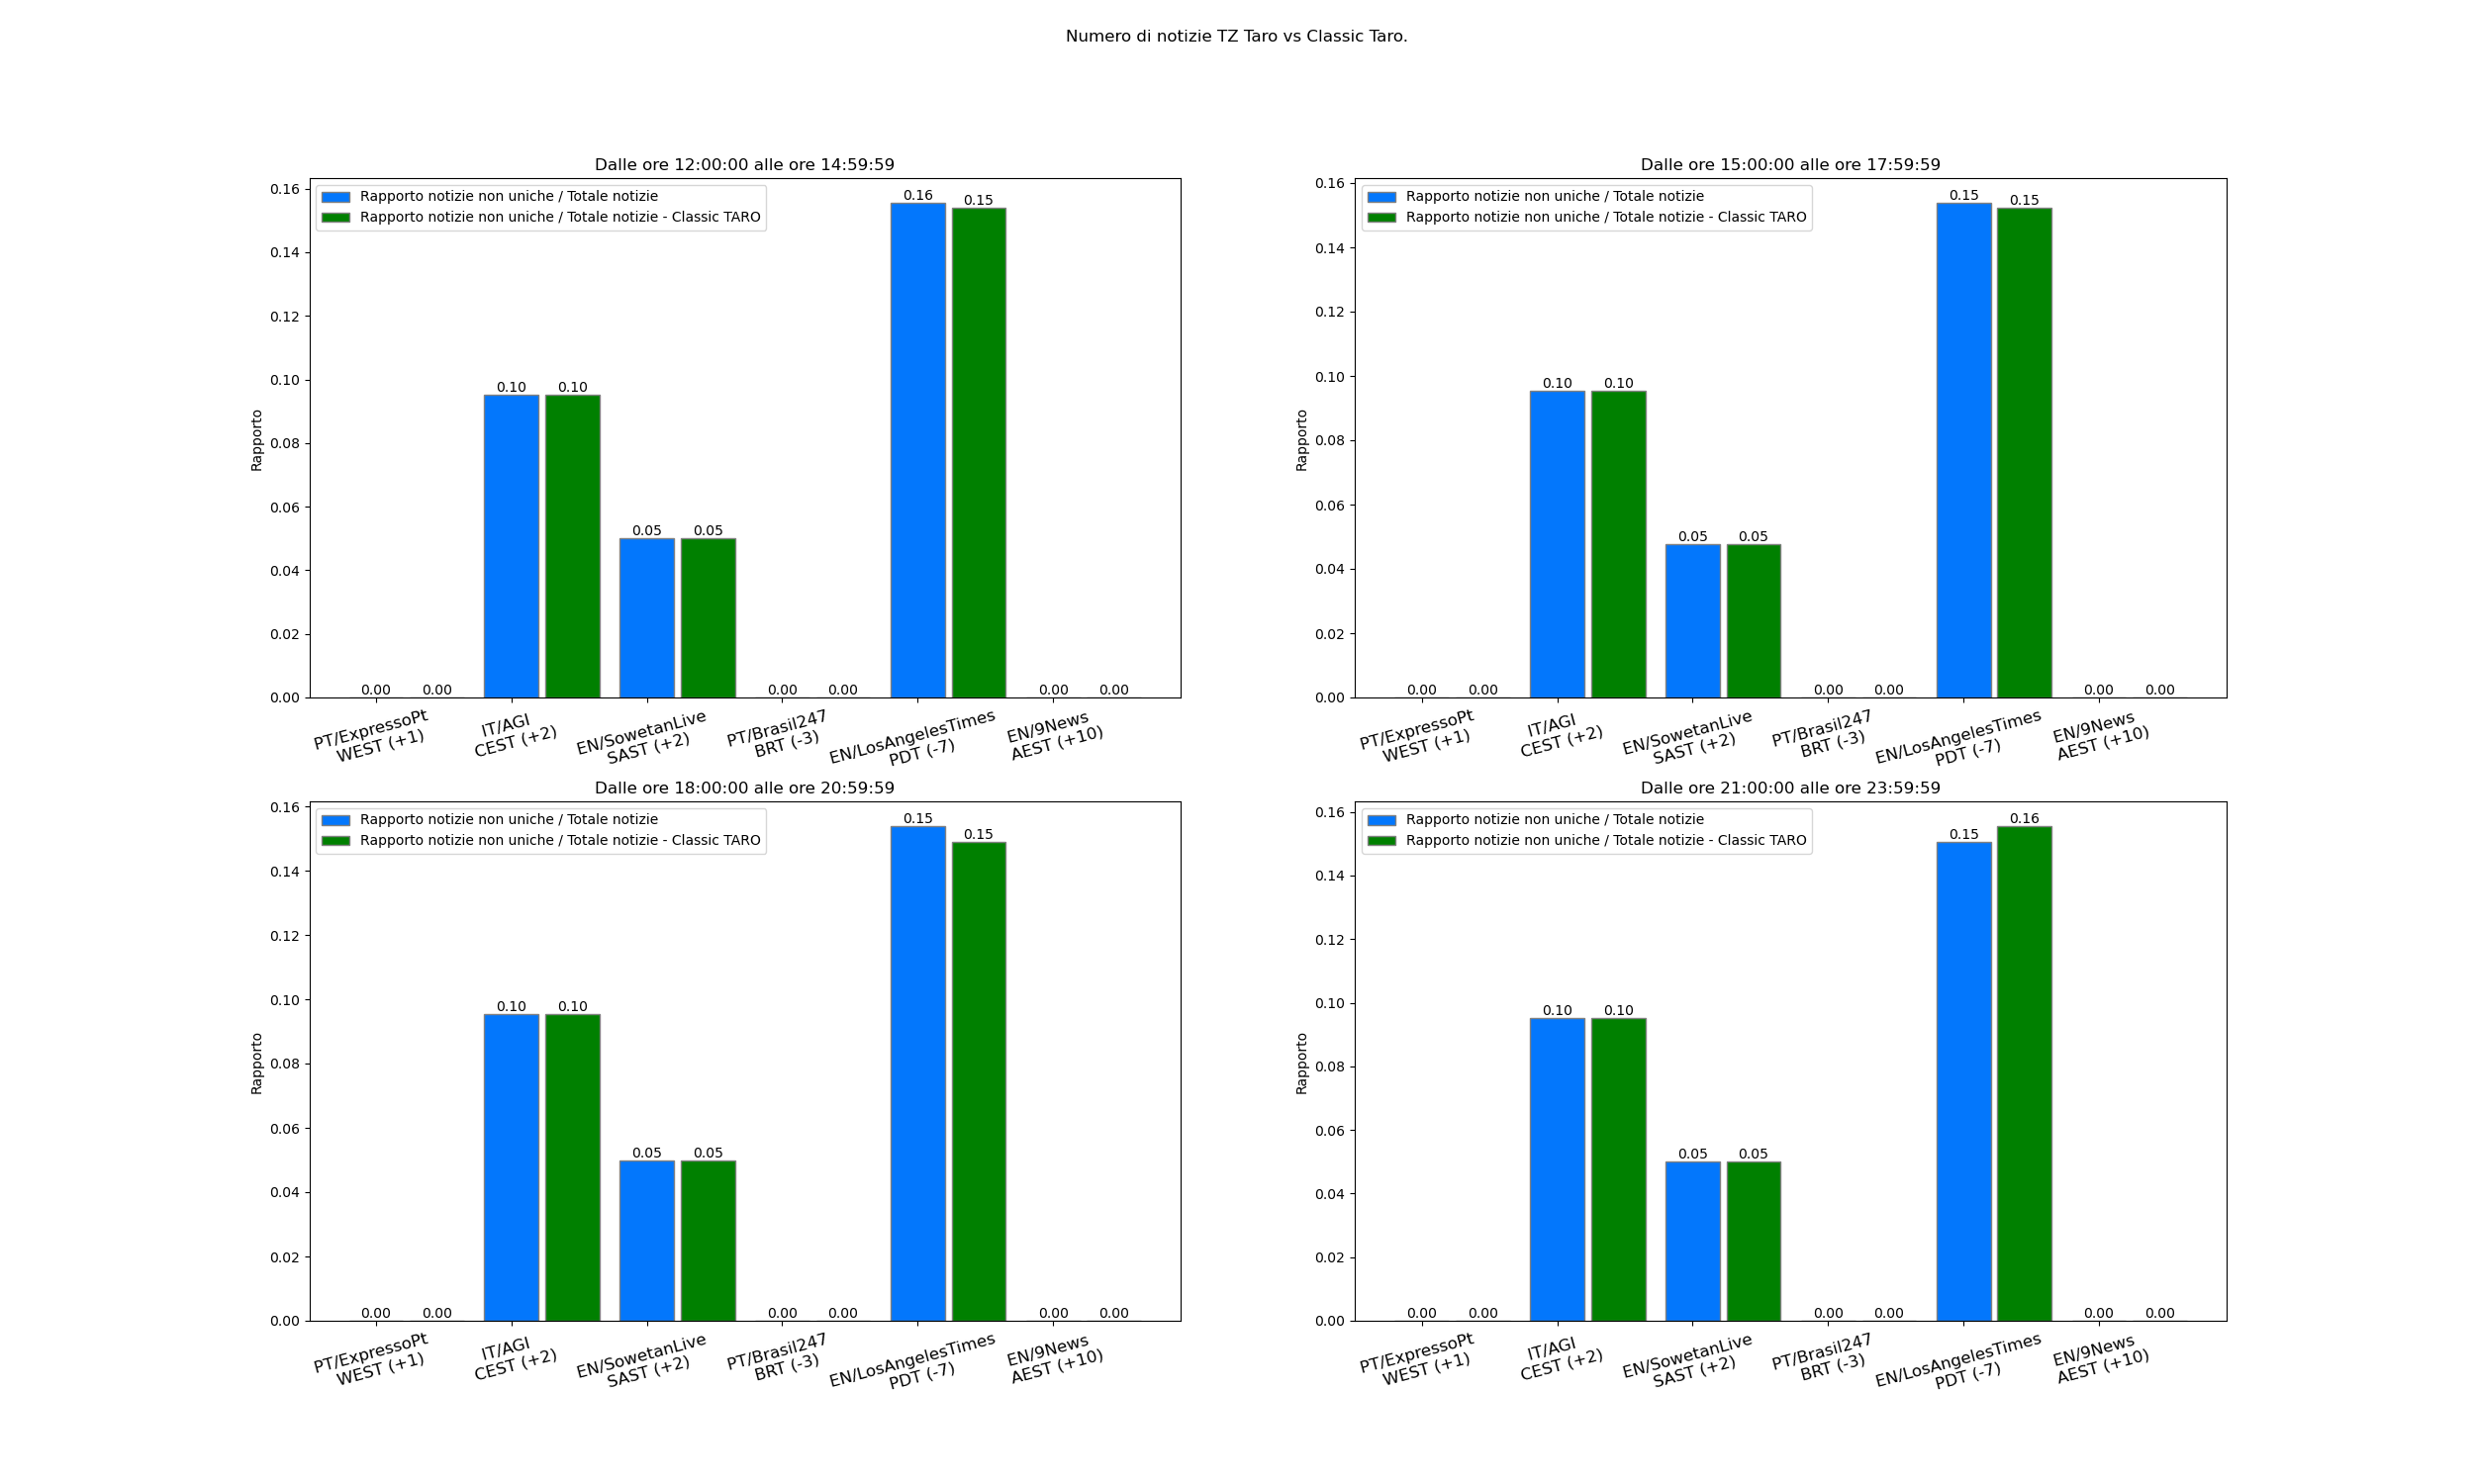 Numero di notizie TZ Taro vs Classic Taro.
Dalle ore 12:00:00 alle ore 14:59:59
Rapporto notizie non uniche / Totale notizie
Rapporto notizie non uniche / Totale notizie - Classic TARO
Rapporto
0.16
0.14
0.12
0.10
0.08
0.06
0.04
0.02
0.00
0.00 0.00 0.10 0.10 0.05 0.05 0.00 0.00 0.16 0.15 0.00 0.00
PT/ExpressoPt
WEST (+1)
IT/AGI
CEST (+2)
EN/SowetanLive
SAST (+2)
PT/Brasil247
BRT (-3)
EN/LosAngelesTimes
PDT (-7)
EN/9News
AEST (+10)
Dalle ore 15:00:00 alle ore 17:59:59
Rapporto notizie non uniche / Totale notizie
Rapporto notizie non uniche / Totale notizie - Classic TARO
Rapporto
0.16
0.14
0.12
0.10
0.08
0.06
0.04
0.02
0.00
0.00 0.00 0.10 0.10 0.05 0.05 0.00 0.00 0.15 0.15 0.00 0.00
PT/ExpressoPt
WEST (+1)
IT/AGI
CEST (+2)
EN/SowetanLive
SAST (+2)
PT/Brasil247
BRT (-3)
EN/LosAngelesTimes
PDT (-7)
EN/9News
AEST (+10)
Dalle ore 18:00:00 alle ore 20:59:59
Rapporto notizie non uniche / Totale notizie
Rapporto notizie non uniche / Totale notizie - Classic TARO
Rapporto
0.16
0.14
0.12
0.10
0.08
0.06
0.04
0.02
0.00
0.00 0.00 0.10 0.10 0.05 0.05 0.00 0.00 0.15 0.15 0.00 0.00
PT/ExpressoPt
WEST (+1)
IT/AGI
CEST (+2)
EN/SowetanLive
SAST (+2)
PT/Brasil247
BRT (-3)
EN/LosAngelesTimes
PDT (-7)
EN/9News
AEST (+10)
Dalle ore 21:00:00 alle ore 23:59:59
Rapporto notizie non uniche / Totale notizie
Rapporto notizie non uniche / Totale notizie - Classic TARO
Rapporto
0.16
0.14
0.12
0.10
0.08
0.06
0.04
0.02
0.00
0.00 0.00 0.10 0.10 0.05 0.05 0.00 0.00 0.15 0.16 0.00 0.00
PT/ExpressoPt
WEST (+1)
IT/AGI
CEST (+2)
EN/SowetanLive
SAST (+2)
PT/Brasil247
BRT (-3)
EN/LosAngelesTimes
PDT (-7)
EN/9News
AEST (+10)